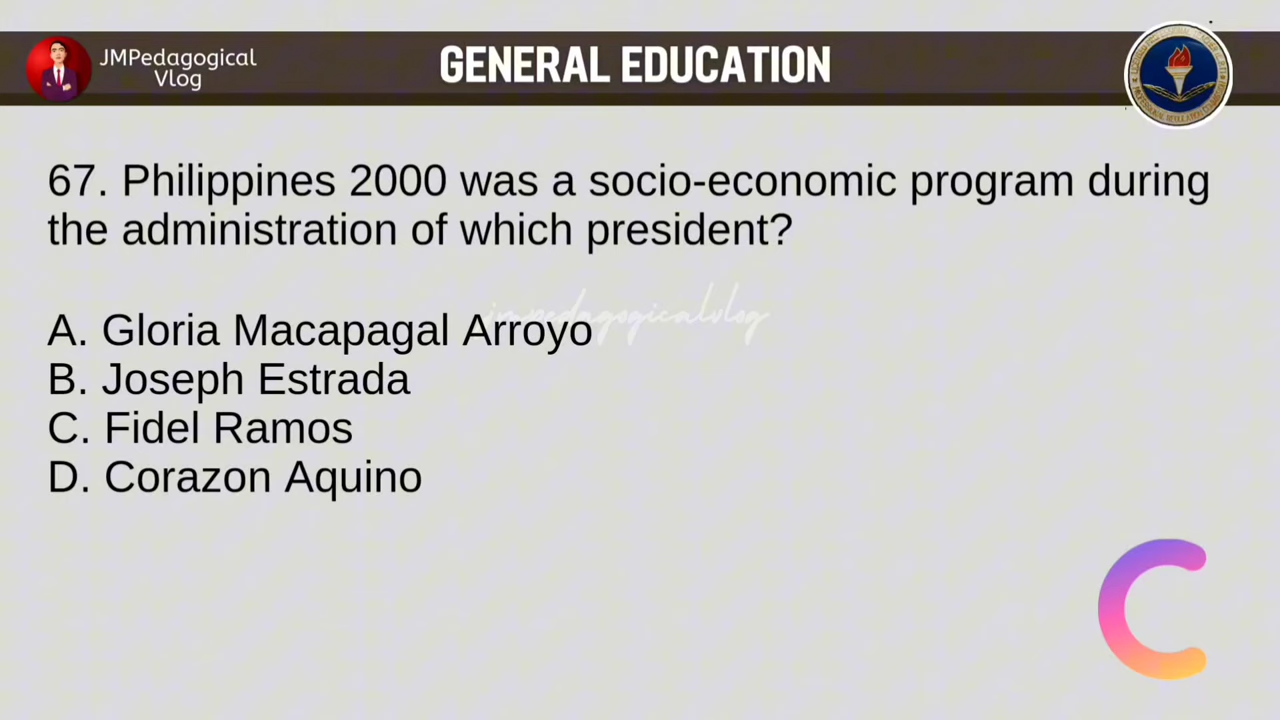 JMPedagogical
Vlog
GENERAL EDUCATION
67. Philippines 2000 was a socio-economic program during
the administration of which president?
jmpedagogicalvlog
A. Gloria Macapagal Arroyo
B. Joseph Estrada
C. Fidel Ramos
D. Corazon Aquino
C